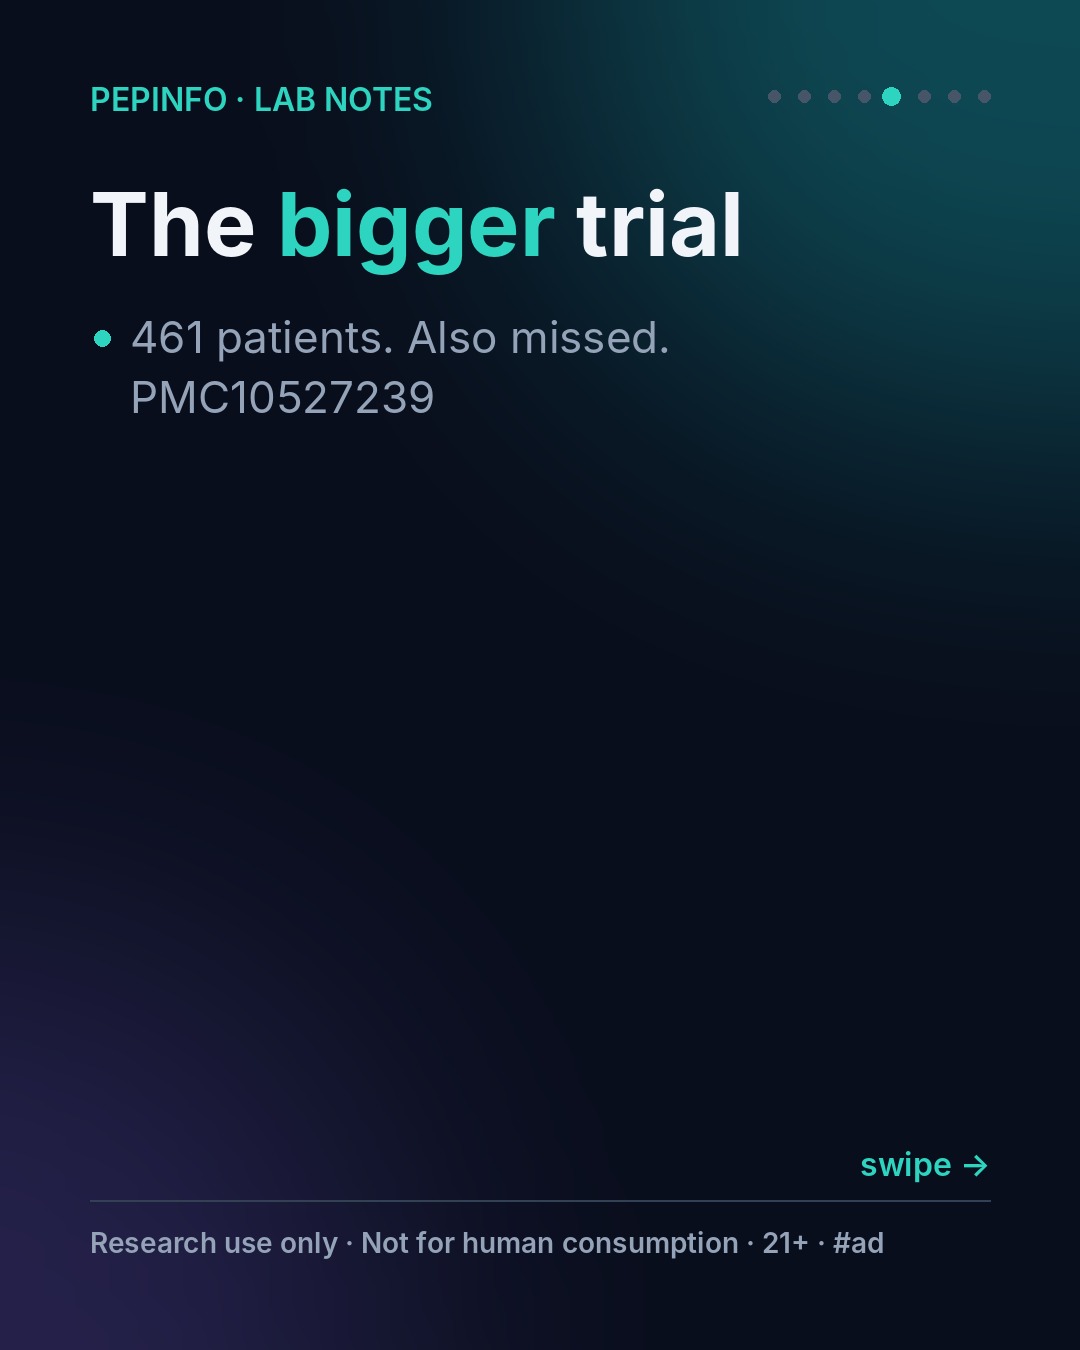 PEPINFO · LAB NOTES
The bigger trial
461 patients. Also missed.
PMC10527239
swipe →
Research use only · Not for human consumption · 21+ · #ad